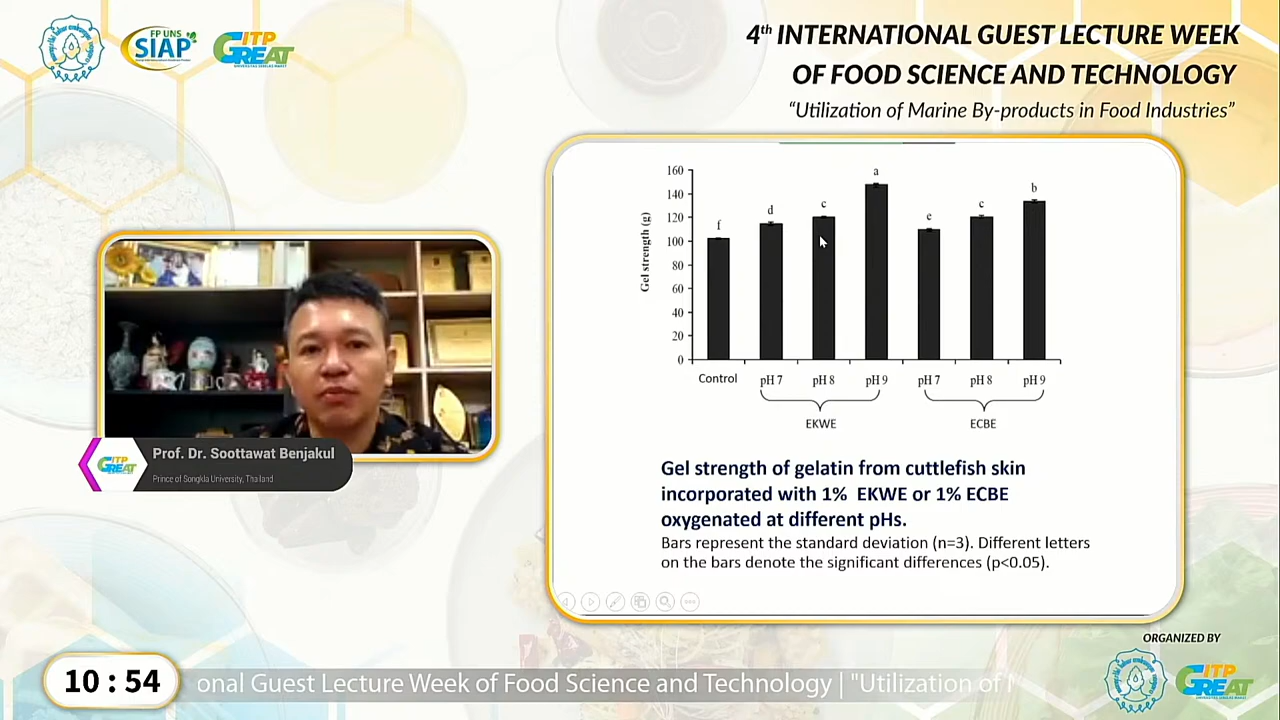 FP UNS
SIAP
ITP
GREAT
4th INTERNATIONAL GUEST LECTURE WEEK
OF FOOD SCIENCE AND TECHNOLOGY
“Utilization of Marine By-products in Food Industries”
Gel strength (g)
160
140
120
100
80
60
40
20
0
f
d
c
a
e
c
b
Control
pH 7
pH 8
pH 9
pH 7
pH 8
pH 9
EKWE
ECBE
Gel strength of gelatin from cuttlefish skin
incorporated with 1% EKWE or 1% ECBE
oxygenated at different pHs.
Bars represent the standard deviation (n=3). Different letters
on the bars denote the significant differences (p<0.05).
ITP
GREAT
Prof. Dr. Soottawat Benjakul
Prince of Songkla University, Thailand
ORGANIZED BY
ITP
GREAT
10 : 54
onal Guest Lecture Week of Food Science and Technology | "Utilization of